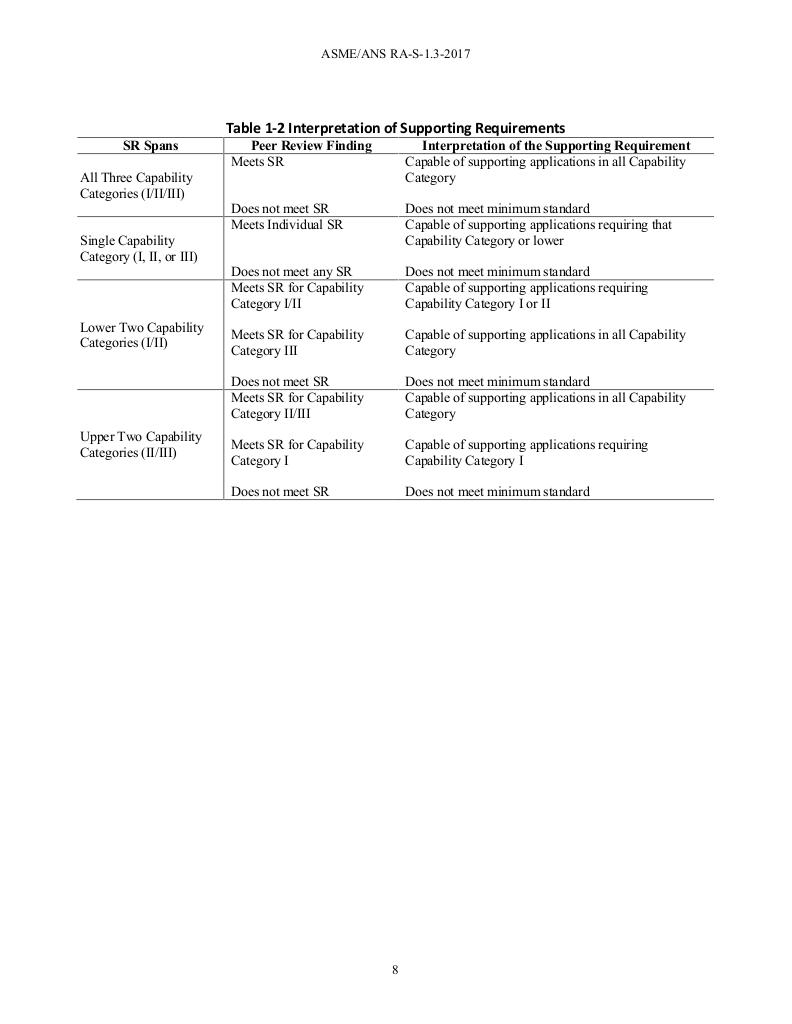 ASME/ANS RA-S-1.3-2017
Table 1-2 Interpretation of Supporting Requirements
SR Spans Peer Review Finding Interpretation of the Supporting Requirement
All Three Capability
Categories (I/II/III)
Meets SR
Capable of supporting applications in all Capability
Category
Does not meet SR
Does not meet minimum standard
Single Capability
Category (I, II, or III)
Meets Individual SR
Capable of supporting applications requiring that
Capability Category or lower
Does not meet any SR
Does not meet minimum standard
Lower Two Capability
Categories (I/II)
Meets SR for Capability
Category I/II
Capable of supporting applications requiring
Capability Category I or II
Meets SR for Capability
Category III
Capable of supporting applications in all Capability
Category
Does not meet SR
Does not meet minimum standard
Upper Two Capability
Categories (II/III)
Meets SR for Capability
Category II/III
Capable of supporting applications in all Capability
Category
Meets SR for Capability
Category I
Capable of supporting applications requiring
Capability Category I
Does not meet SR
Does not meet minimum standard
8